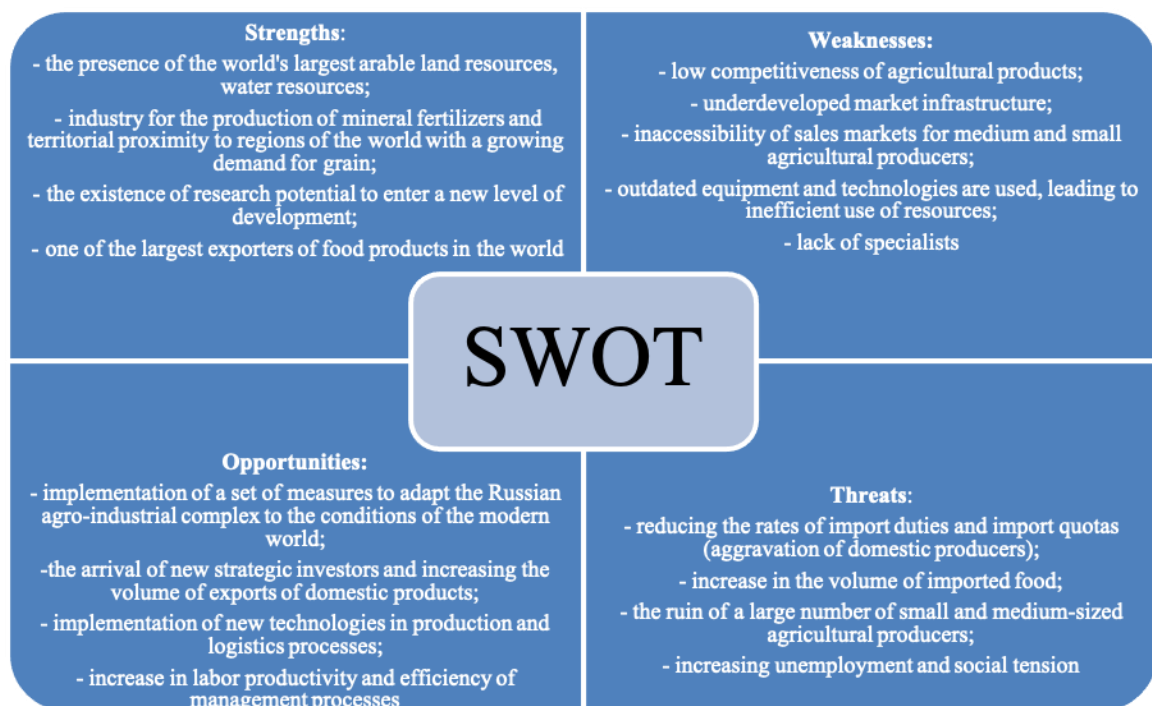 Strengths:
- the presence of the world's largest arable land resources,
water resources;
- industry for the production of mineral fertilizers and
territorial proximity to regions of the world with a growing
demand for grain;
- the existence of research potential to enter a new level of
development;
- one of the largest exporters of food products in the world
Weaknesses:
- low competitiveness of agricultural products;
- underdeveloped market infrastructure;
- inaccessibility of sales markets for medium and small
agricultural producers;
- outdated equipment and technologies are used, leading to
inefficient use of resources;
- lack of specialists
SWOT
Opportunities:
- implementation of a set of measures to adapt the Russian
agro-industrial complex to the conditions of the modern
world;
-the arrival of new strategic investors and increasing the
volume of exports of domestic products;
- implementation of new technologies in production and
logistics processes;
- increase in labor productivity and efficiency of
management processes
Threats:
- reducing the rates of import duties and import quotas
(aggravation of domestic producers);
- increase in the volume of imported food;
- the ruin of a large number of small and medium-sized
agricultural producers;
- increasing unemployment and social tension